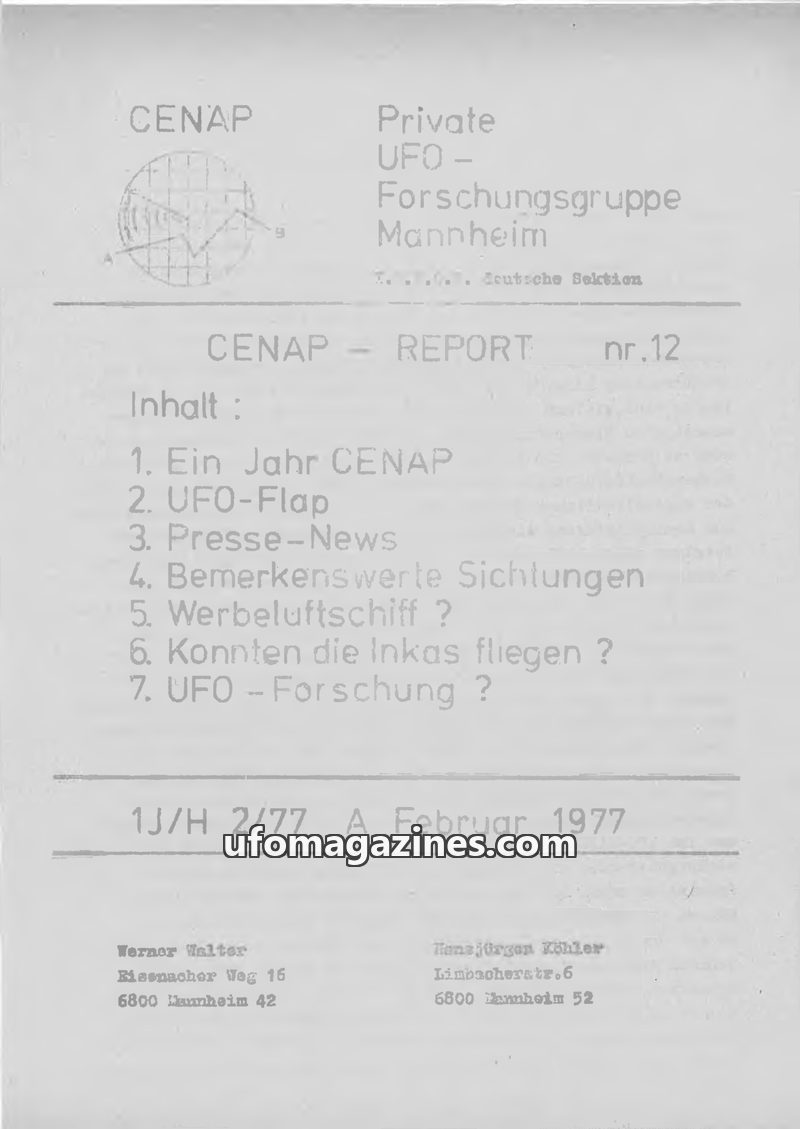 CENAP
Private
UFO –
Forschungsgruppe
Mannheim
A
B
deutsche Sektion
CENAP – REPORT nr.12
Inhalt :
1. Ein Jahr CENAP
2. UFO-Flap
3. Presse-News
4. Bemerkenswerte Sichtungen
5. Werbeluftschiff ?
6. Konnten die Inkas fliegen ?
7. UFO – Forschung ?
1J/H 2/77 A Februar 1977
ufomagazines.com
Werner Walter
Eisenacher Weg 16
6800 Mannheim 42
Hansjürgen Köhler
Limbacherstr.6
6800 Mannheim 52